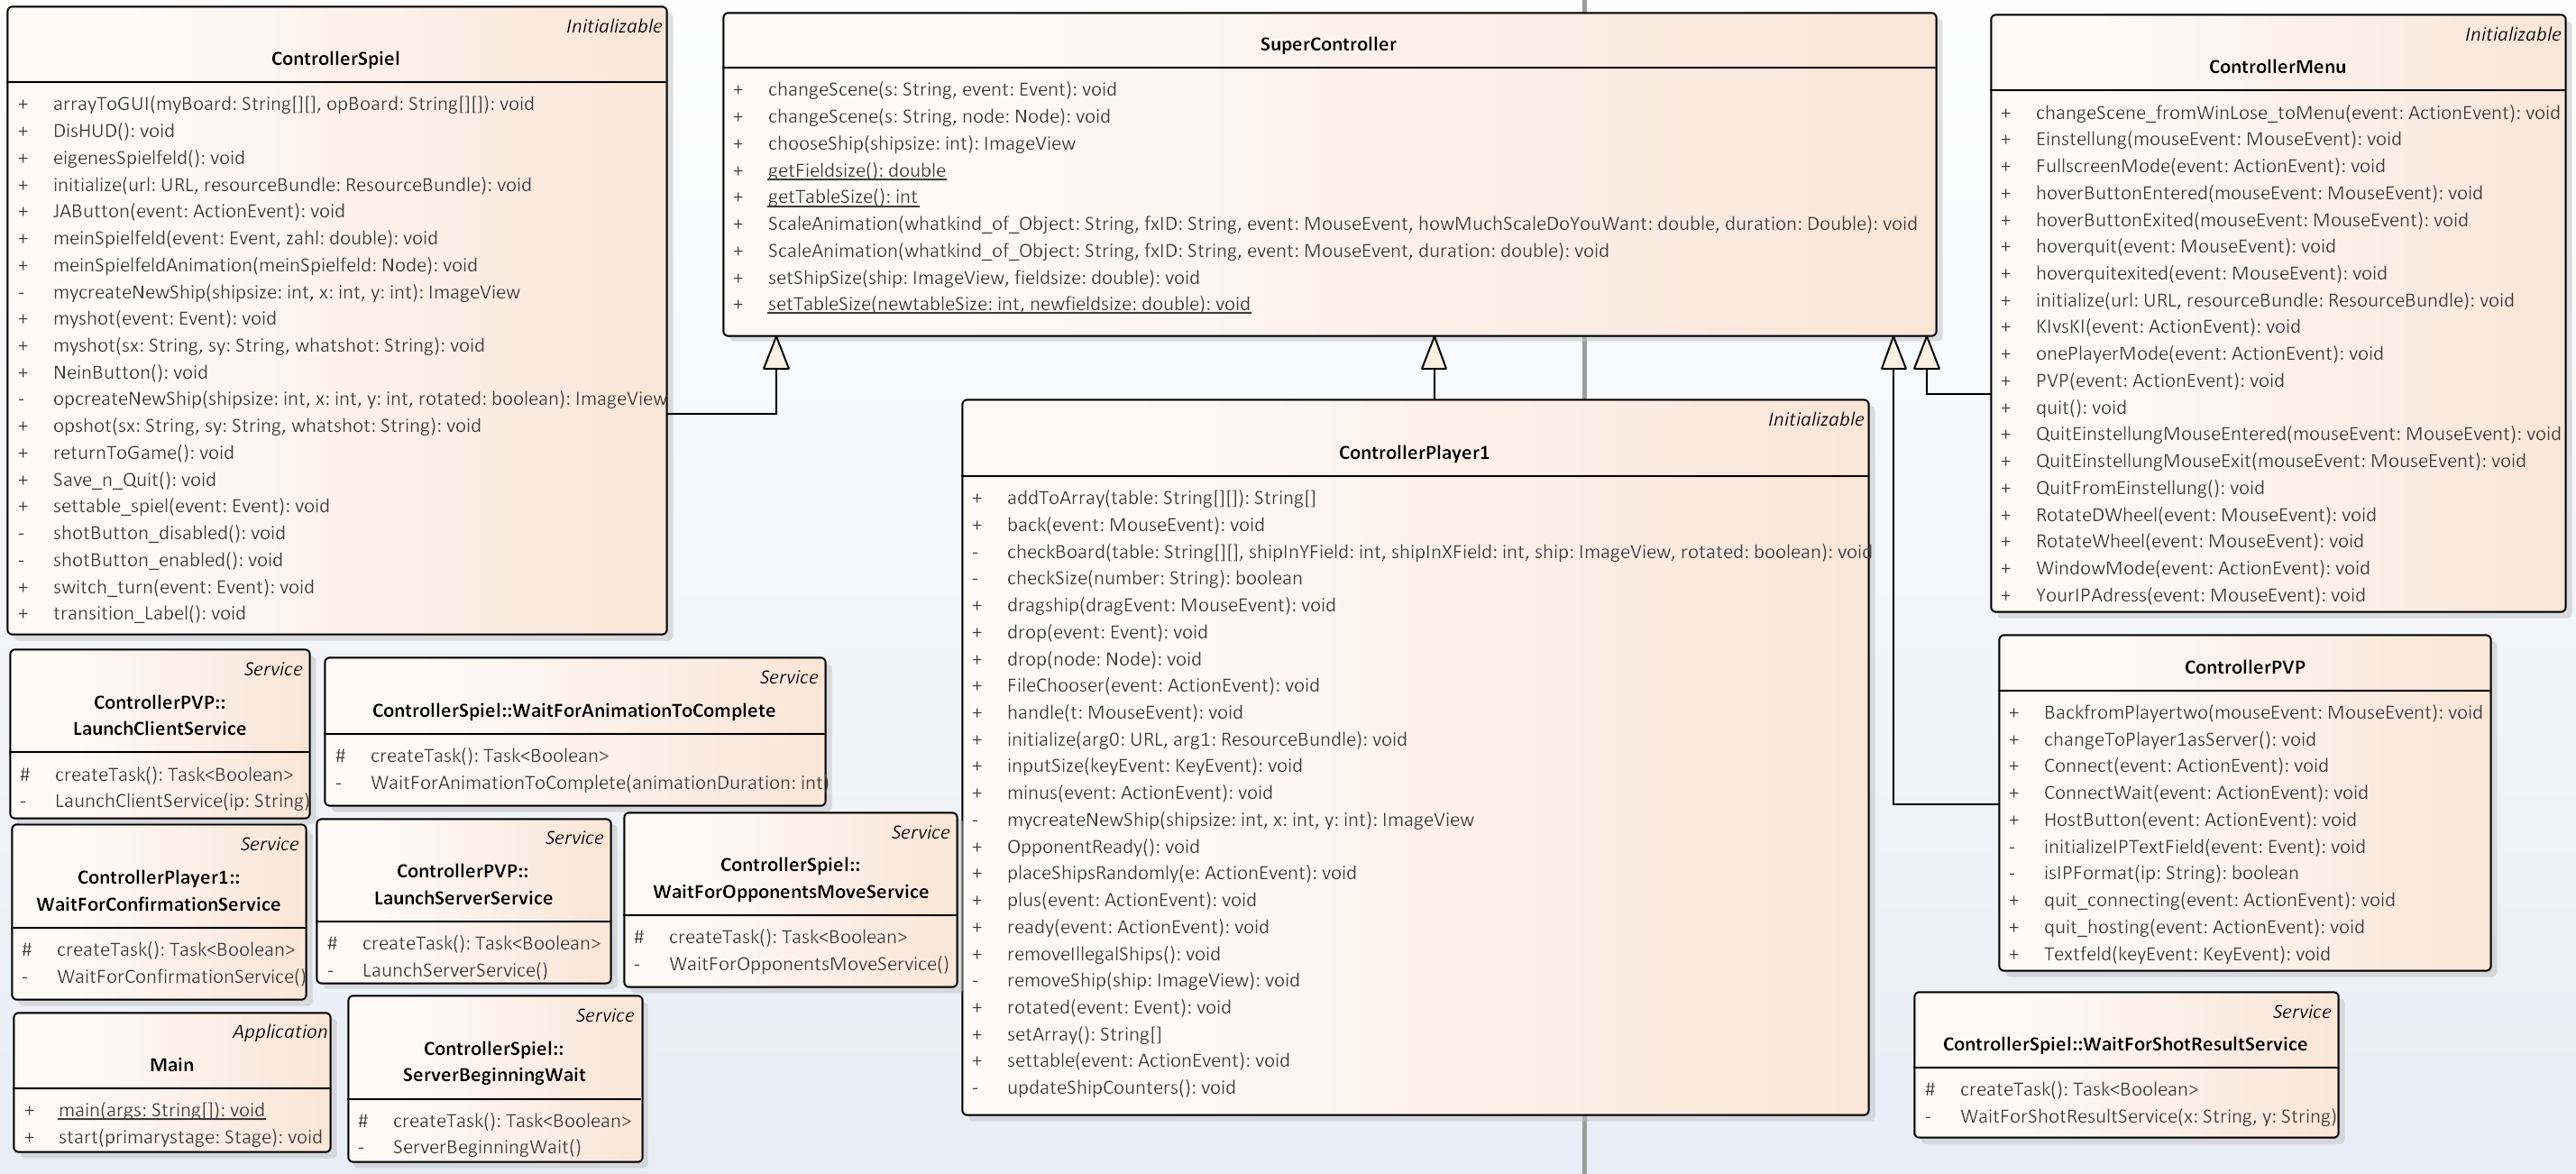 Initializable
ControllerSpiel
+ arrayToGUI(myBoard: String[][], opBoard: String[][]): void
+ DisHUD(): void
+ eigenesSpielfeld(): void
+ initialize(url: URL, resourceBundle: ResourceBundle): void
+ JAButton(event: ActionEvent): void
+ meinSpielfeld(event: Event, zahl: double): void
+ meinSpielfeldAnimation(meinSpielfeld: Node): void
- mycreateNewShip(shipsize: int, x: int, y: int): ImageView
+ myshot(event: Event): void
+ myshot(sx: String, sy: String, whatshot: String): void
+ NeinButton(): void
- opcreateNewShip(shipsize: int, x: int, y: int, rotated: boolean): ImageView
+ opshot(sx: String, sy: String, whatshot: String): void
+ returnToGame(): void
+ Save_n_Quit(): void
+ settable_spiel(event: Event): void
- shotButton_disabled(): void
- shotButton_enabled(): void
+ switch_turn(event: Event): void
+ transition_Label(): void
SuperController
+ changeScene(s: String, event: Event): void
+ changeScene(s: String, node: Node): void
+ chooseShip(shipsize: int): ImageView
+ getFieldsize(): double
+ getTableSize(): int
+ ScaleAnimation(whatkind_of_Object: String, fxID: String, event: MouseEvent, howMuchScaleDoYouWant: double, duration: Double): void
+ ScaleAnimation(whatkind_of_Object: String, fxID: String, event: MouseEvent, duration: double): void
+ setShipSize(ship: ImageView, fieldsize: double): void
+ setTableSize(newtableSize: int, newfieldsize: double): void
Initializable
ControllerMenu
+ changeScene_fromWinLose_toMenu(event: ActionEvent): void
+ Einstellung(mouseEvent: MouseEvent): void
+ FullscreenMode(event: ActionEvent): void
+ hoverButtonEntered(mouseEvent: MouseEvent): void
+ hoverButtonExited(mouseEvent: MouseEvent): void
+ hoverquit(event: MouseEvent): void
+ hoverquitexited(event: MouseEvent): void
+ initialize(url: URL, resourceBundle: ResourceBundle): void
+ KIvsKI(event: ActionEvent): void
+ onePlayerMode(event: ActionEvent): void
+ PVP(event: ActionEvent): void
+ quit(): void
+ QuitEinstellungMouseEntered(mouseEvent: MouseEvent): void
+ QuitEinstellungMouseExit(mouseEvent: MouseEvent): void
+ QuitFromEinstellung(): void
+ RotateDWheel(event: MouseEvent): void
+ RotateWheel(event: MouseEvent): void
+ WindowMode(event: ActionEvent): void
+ YourIPAdress(event: MouseEvent): void
Initializable
ControllerPlayer1
+ addToArray(table: String[][]): String[]
+ back(event: MouseEvent): void
- checkBoard(table: String[][], shipInYField: int, shipInXField: int, ship: ImageView, rotated: boolean): void
- checkSize(number: String): boolean
+ dragship(dragEvent: MouseEvent): void
+ drop(event: Event): void
+ drop(node: Node): void
+ FileChooser(event: ActionEvent): void
+ handle(t: MouseEvent): void
+ initialize(arg0: URL, arg1: ResourceBundle): void
+ inputSize(keyEvent: KeyEvent): void
+ minus(event: ActionEvent): void
- mycreateNewShip(shipsize: int, x: int, y: int): ImageView
+ OpponentReady(): void
+ placeShipsRandomly(e: ActionEvent): void
+ plus(event: ActionEvent): void
+ ready(event: ActionEvent): void
+ removeIllegalShips(): void
- removeShip(ship: ImageView): void
+ rotated(event: Event): void
+ setArray(): String[]
+ settable(event: ActionEvent): void
- updateShipCounters(): void
ControllerPVP
+ BackfromPlayertwo(mouseEvent: MouseEvent): void
+ changeToPlayer1asServer(): void
+ Connect(event: ActionEvent): void
+ ConnectWait(event: ActionEvent): void
+ HostButton(event: ActionEvent): void
- initializeIPTextField(event: Event): void
- isIPFormat(ip: String): boolean
+ quit_connecting(event: ActionEvent): void
+ quit_hosting(event: ActionEvent): void
+ Textfeld(keyEvent: KeyEvent): void
Service
ControllerPVP::
LaunchClientService
# createTask(): Task<Boolean>
- LaunchClientService(ip: String)
Service
ControllerSpiel::WaitForAnimationToComplete
# createTask(): Task<Boolean>
- WaitForAnimationToComplete(animationDuration: int)
Service
ControllerPlayer1::
WaitForConfirmationService
# createTask(): Task<Boolean>
- WaitForConfirmationService()
Service
ControllerPVP::
LaunchServerService
# createTask(): Task<Boolean>
- LaunchServerService()
Service
ControllerSpiel::
WaitForOpponentsMoveService
# createTask(): Task<Boolean>
- WaitForOpponentsMoveService()
Application
Main
+ main(args: String[]): void
+ start(primarystage: Stage): void
Service
ControllerSpiel::
ServerBeginningWait
# createTask(): Task<Boolean>
- ServerBeginningWait()
Service
ControllerSpiel::WaitForShotResultService
# createTask(): Task<Boolean>
- WaitForShotResultService(x: String, y: String)